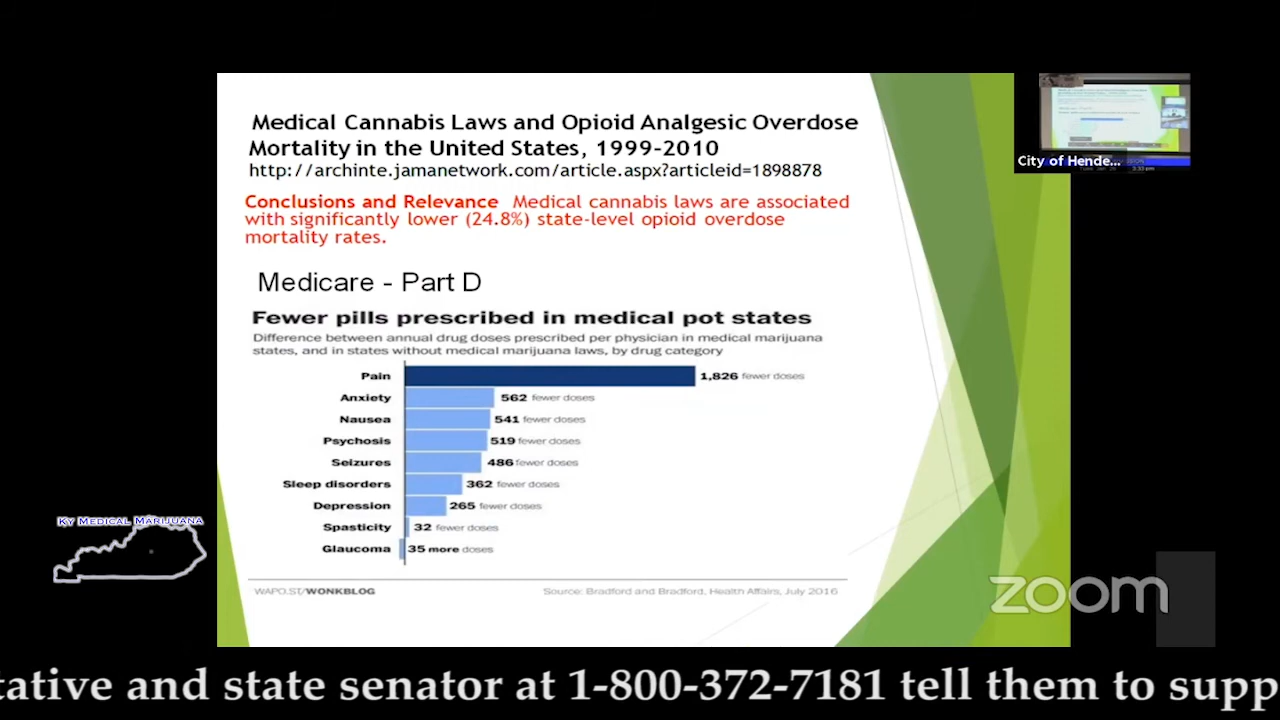 Medical Cannabis Laws and Opioid Analgesic Overdose
Mortality in the United States, 1999-2010
http://archinte.jamanetwork.com/article.aspx?articleid=1898878
Conclusions and Relevance Medical cannabis laws are associated
with significantly lower (24.8%) state-level opioid overdose
mortality rates.
Medicare - Part D
Fewer pills prescribed in medical pot states
Difference between annual drug doses prescribed per physician in medical marijuana
states, and in states without medical marijuana laws, by drug category
Pain 1,826 fewer doses
Anxiety 562 fewer doses
Nausea 541 fewer doses
Psychosis 519 fewer doses
Seizures 486 fewer doses
Sleep disorders 362 fewer doses
Depression 265 fewer doses
Spasticity 32 fewer doses
Glaucoma 35 more doses
WAPO.ST/WONKBLOG Source: Bradford and Bradford, Health Affairs, July 2016
City of Hende...
KY MEDICAL MARIJUANA
zoom
tative and state senator at 1-800-372-7181 tell them to supp